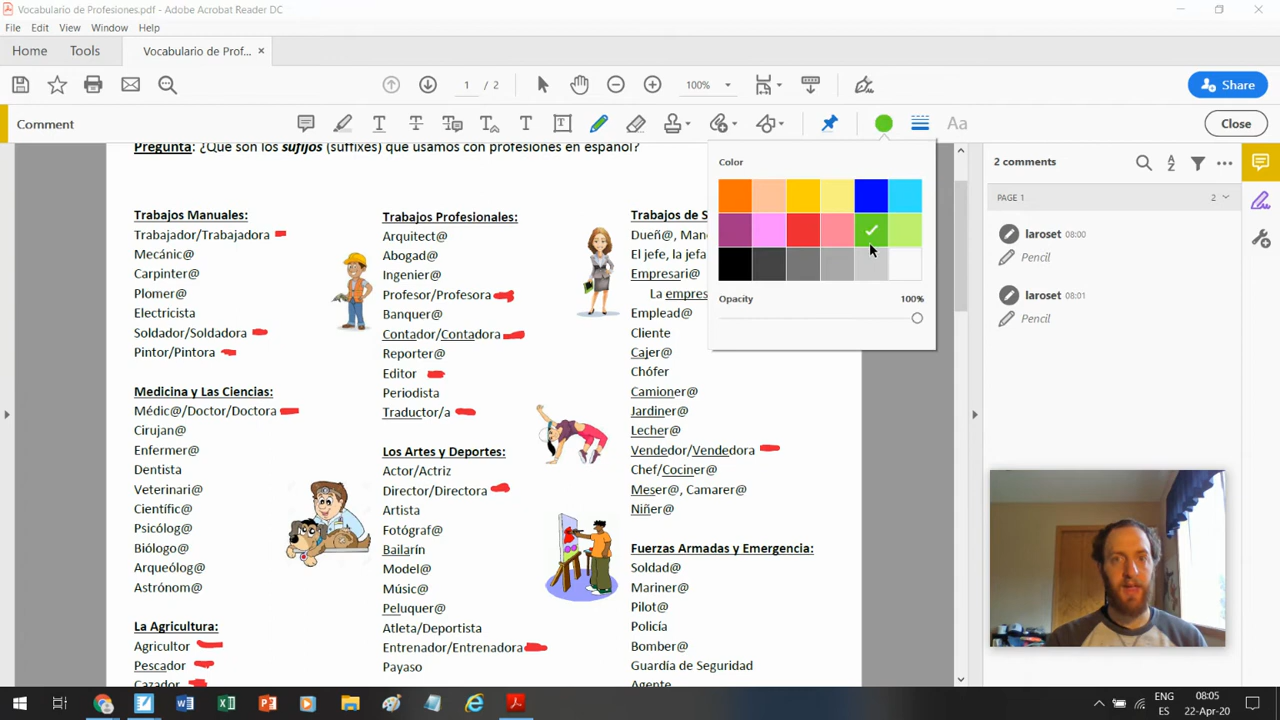 Vocabulario de Profesiones.pdf - Adobe Acrobat Reader DC
File Edit View Window Help
Home Tools Vocabulario de Prof... ×
1 / 2 100% Share
Comment Aa Close
Pregunta: ¿Qué son los sufijos (suffixes) que usamos con profesiones en español?
Trabajos Manuales:
Trabajador/Trabajadora
Mecánic@
Carpinter@
Plomer@
Electricista
Soldador/Soldadora
Pintor/Pintora
Medicina y Las Ciencias:
Médic@/Doctor/Doctora
Cirujan@
Enfermer@
Dentista
Veterinari@
Científic@
Psicólog@
Biólogo@
Arqueólog@
Astrónom@
La Agricultura:
Agricultor
Pescador
Cazador
Trabajos Profesionales:
Arquitect@
Abogad@
Ingenier@
Profesor/Profesora
Banquer@
Contador/Contadora
Reporter@
Editor
Periodista
Traductor/a
Los Artes y Deportes:
Actor/Actriz
Director/Directora
Artista
Fotógraf@
Bailarín
Model@
Músic@
Peluquer@
Atleta/Deportista
Entrenador/Entrenadora
Payaso
Trabajos de S
Dueñ@, Man
El jefe, la jefa
Empresari@
La empres
Emplead@
Cliente
Cajer@
Chófer
Camioner@
Jardiner@
Lecher@
Vendedor/Vendedora
Chef/Cociner@
Meser@, Camarer@
Niñer@
Fuerzas Armadas y Emergencia:
Soldad@
Mariner@
Pilot@
Policía
Bomber@
Guardía de Seguridad
Agente
Color
Opacity 100%
2 comments
PAGE 1 2
laroset 08:00
Pencil
laroset 08:01
Pencil
ENG
ES
08:05
22-Apr-20